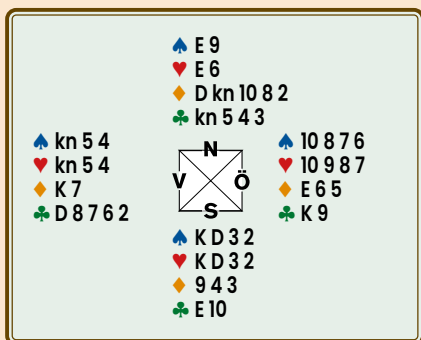 ♠ E 9
♥ E 6
♦ D kn 10 8 2
♣ kn 5 4 3
♠ kn 5 4
♥ kn 5 4
♦ K 7
♣ D 8 7 6 2
N
V Ö
S
♠ 10 8 7 6
♥ 10 9 8 7
♦ E 6 5
♣ K 9
♠ K D 3 2
♥ K D 3 2
♦ 9 4 3
♣ E 10